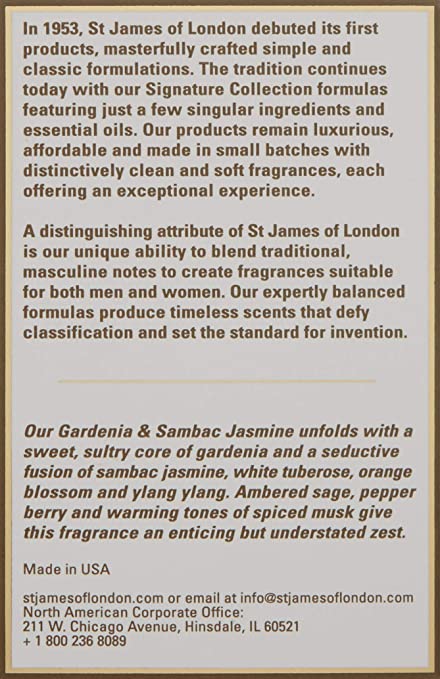 In 1953, St James of London debuted its first
products, masterfully crafted simple and
classic formulations. The tradition continues
today with our Signature Collection formulas
featuring just a few singular ingredients and
essential oils. Our products remain luxurious,
affordable and made in small batches with
distinctively clean and soft fragrances, each
offering an exceptional experience.
A distinguishing attribute of St James of London
is our unique ability to blend traditional,
masculine notes to create fragrances suitable
for both men and women. Our expertly balanced
formulas produce timeless scents that defy
classification and set the standard for invention.
Our Gardenia & Sambac Jasmine unfolds with a
sweet, sultry core of gardenia and a seductive
fusion of sambac jasmine, white tuberose, orange
blossom and ylang ylang. Ambered sage, pepper
berry and warming tones of spiced musk give
this fragrance an enticing but understated zest.
Made in USA
stjamesoflondon.com or email at info@stjamesoflondon.com
North American Corporate Office:
211 W. Chicago Avenue, Hinsdale, IL 60521
+ 1 800 236 8089